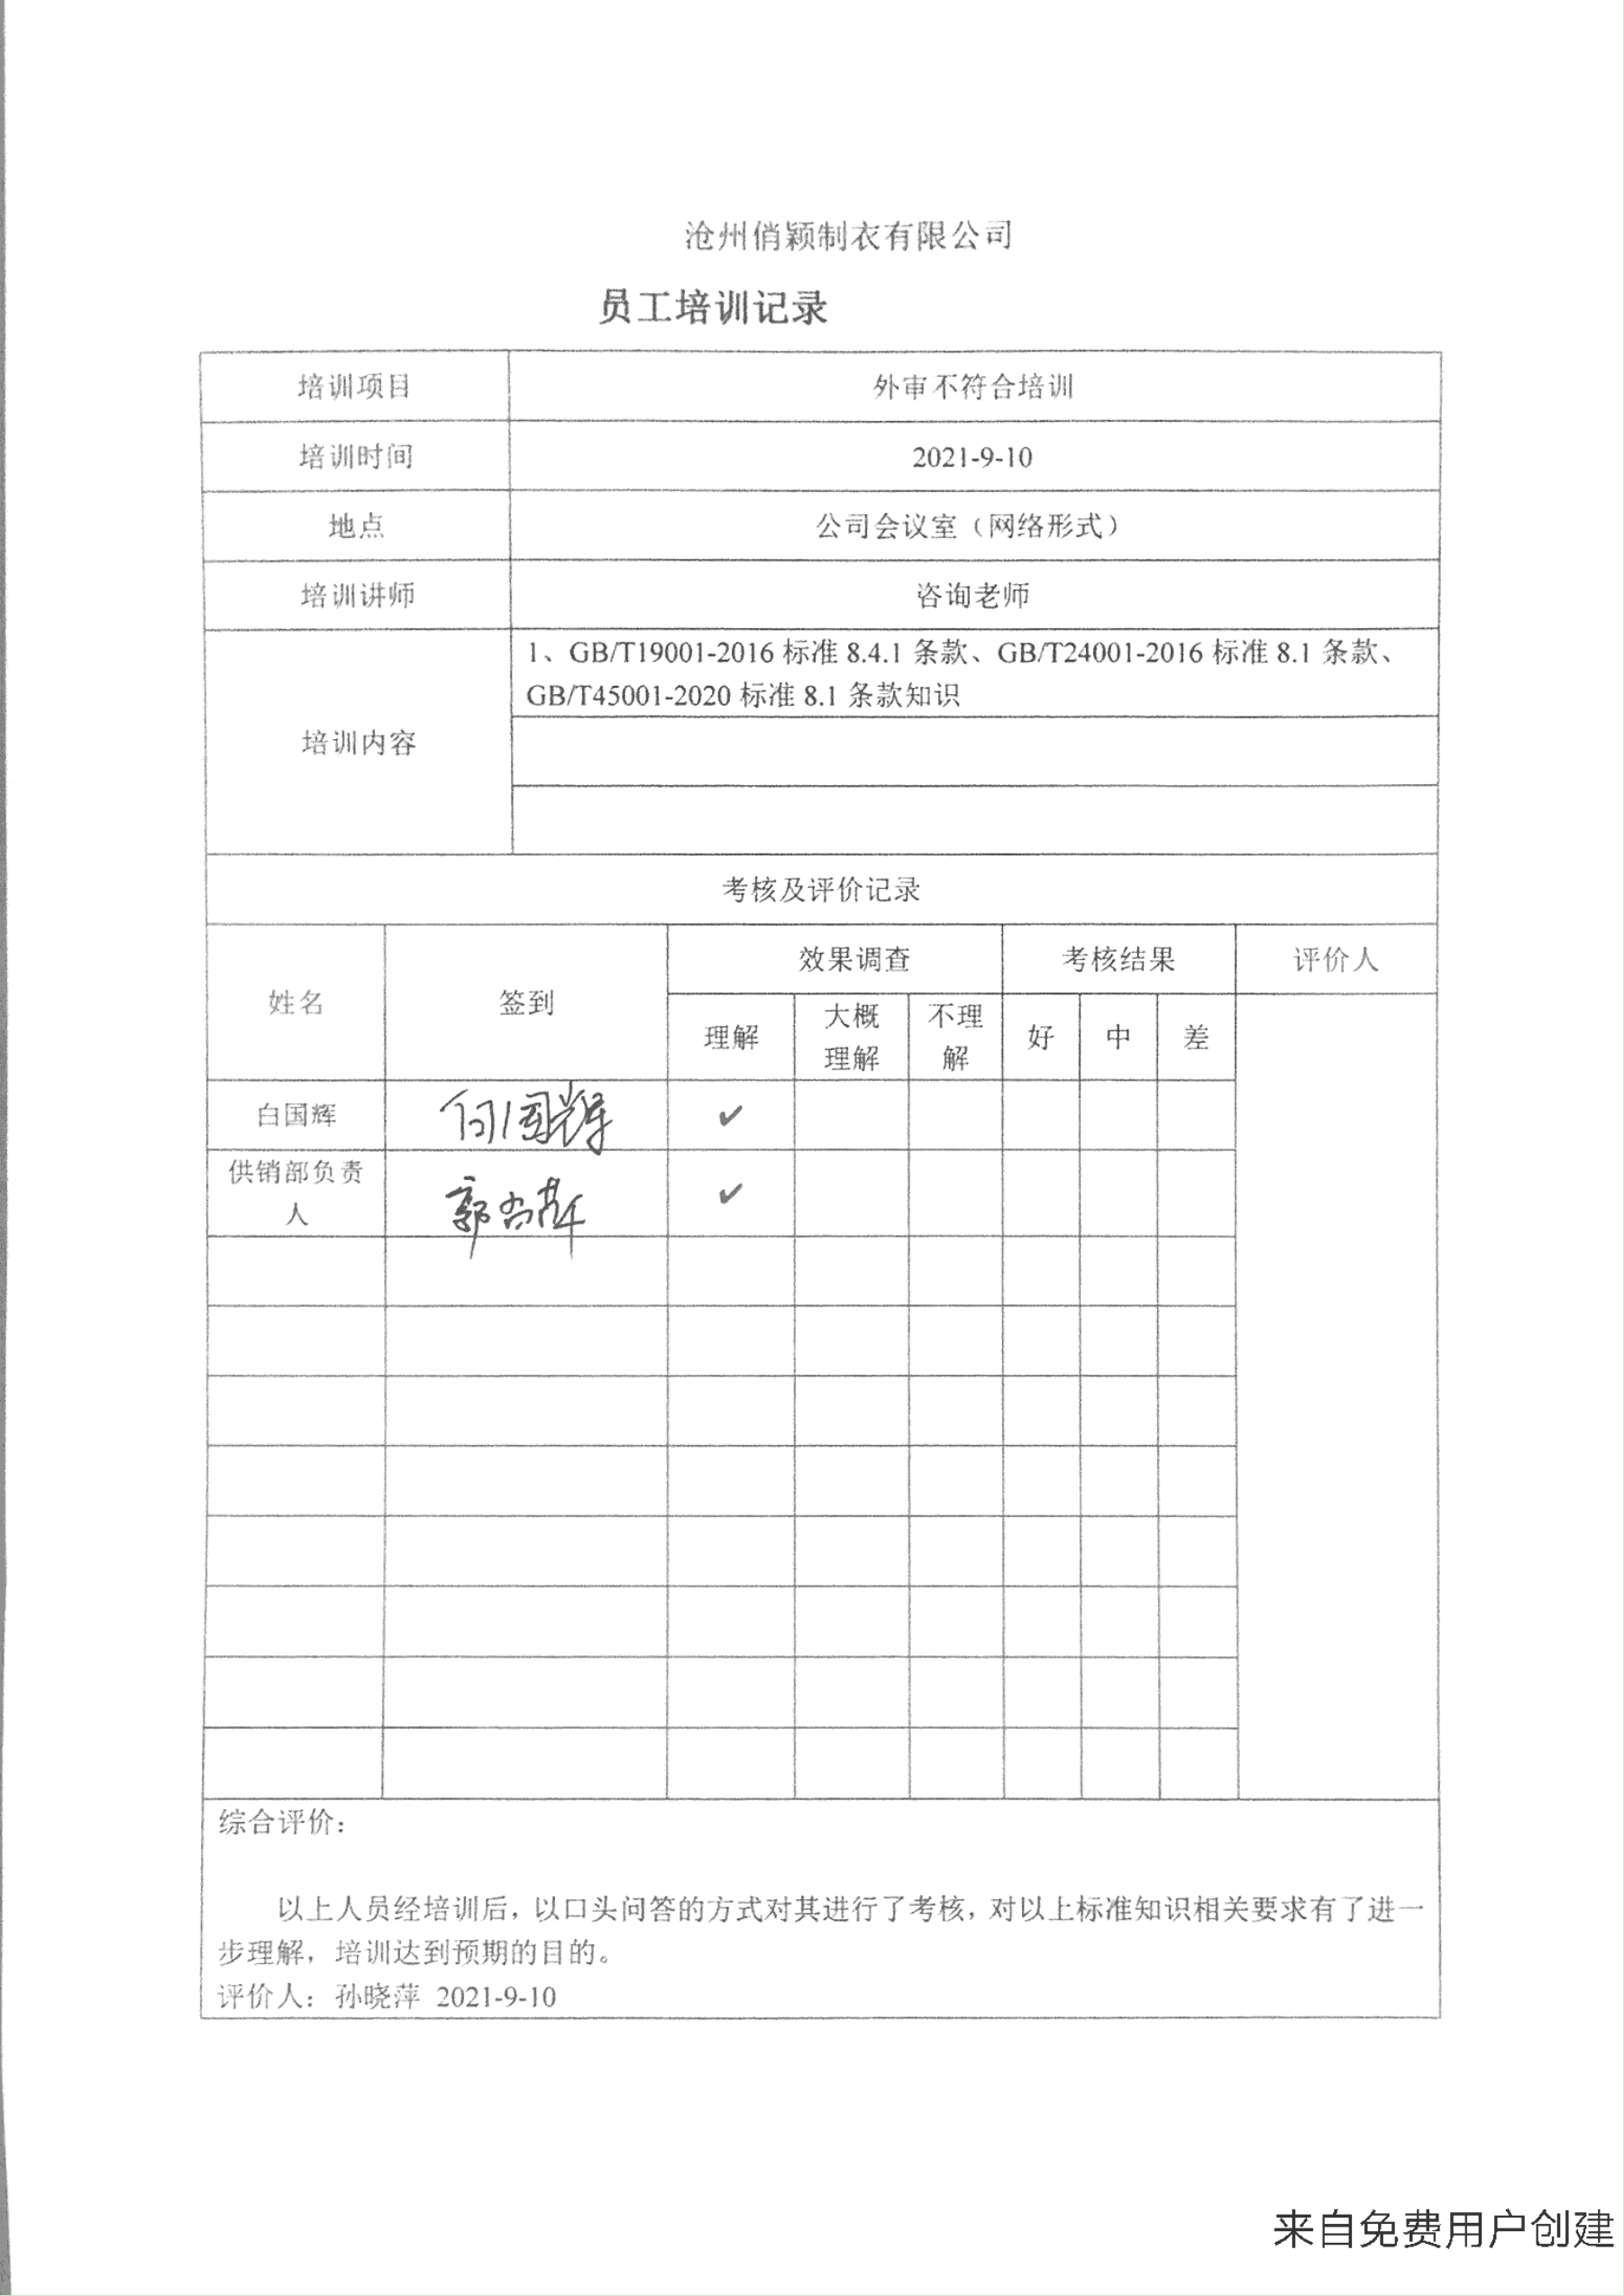 沧州俏颖制衣有限公司
员工培训记录
培训项目
外审不符合培训
培训时间
2021-9-10
地点
公司会议室（网络形式）
培训讲师
咨询老师
培训内容
1、GB/T19001-2016 标准 8.4.1 条款、GB/T24001-2016 标准 8.1 条款、
GB/T45001-2020 标准 8.1 条款知识
考核及评价记录
姓名
签到
效果调查
考核结果
评价人
理解
大概
理解
不理
解
好
中
差
白国辉
白国辉
✓
供销部负责
人
郭
✓
综合评价：
以上人员经培训后，以口头问答的方式对其进行了考核，对以上标准知识相关要求有了进一
步理解，培训达到预期的目的。
评价人：孙晓萍 2021-9-10
来自免费用户创建